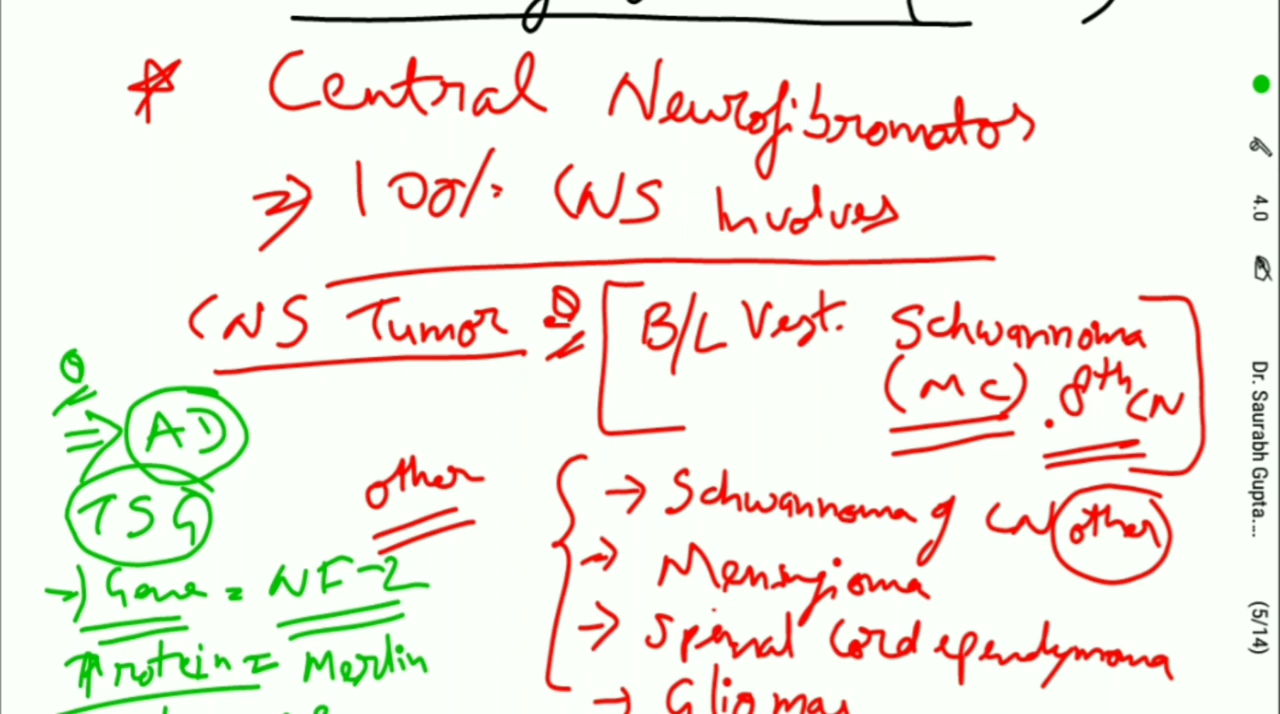 Central Neurofibromatos
⇒ 100% CNS Involves
CNS Tumor Q [B/L Vest. Schwannoma
(MC) . 8th CN]
Q
⇒ AD
TSG
→) Gene = NF-2
Protein = Merlin
other
→ Schwannoma of CN other
→ Meningioma
→ Spinal Cord ependymoma
→ Gliomas
4.0
Dr. Saurabh Gupta...
(5/14)